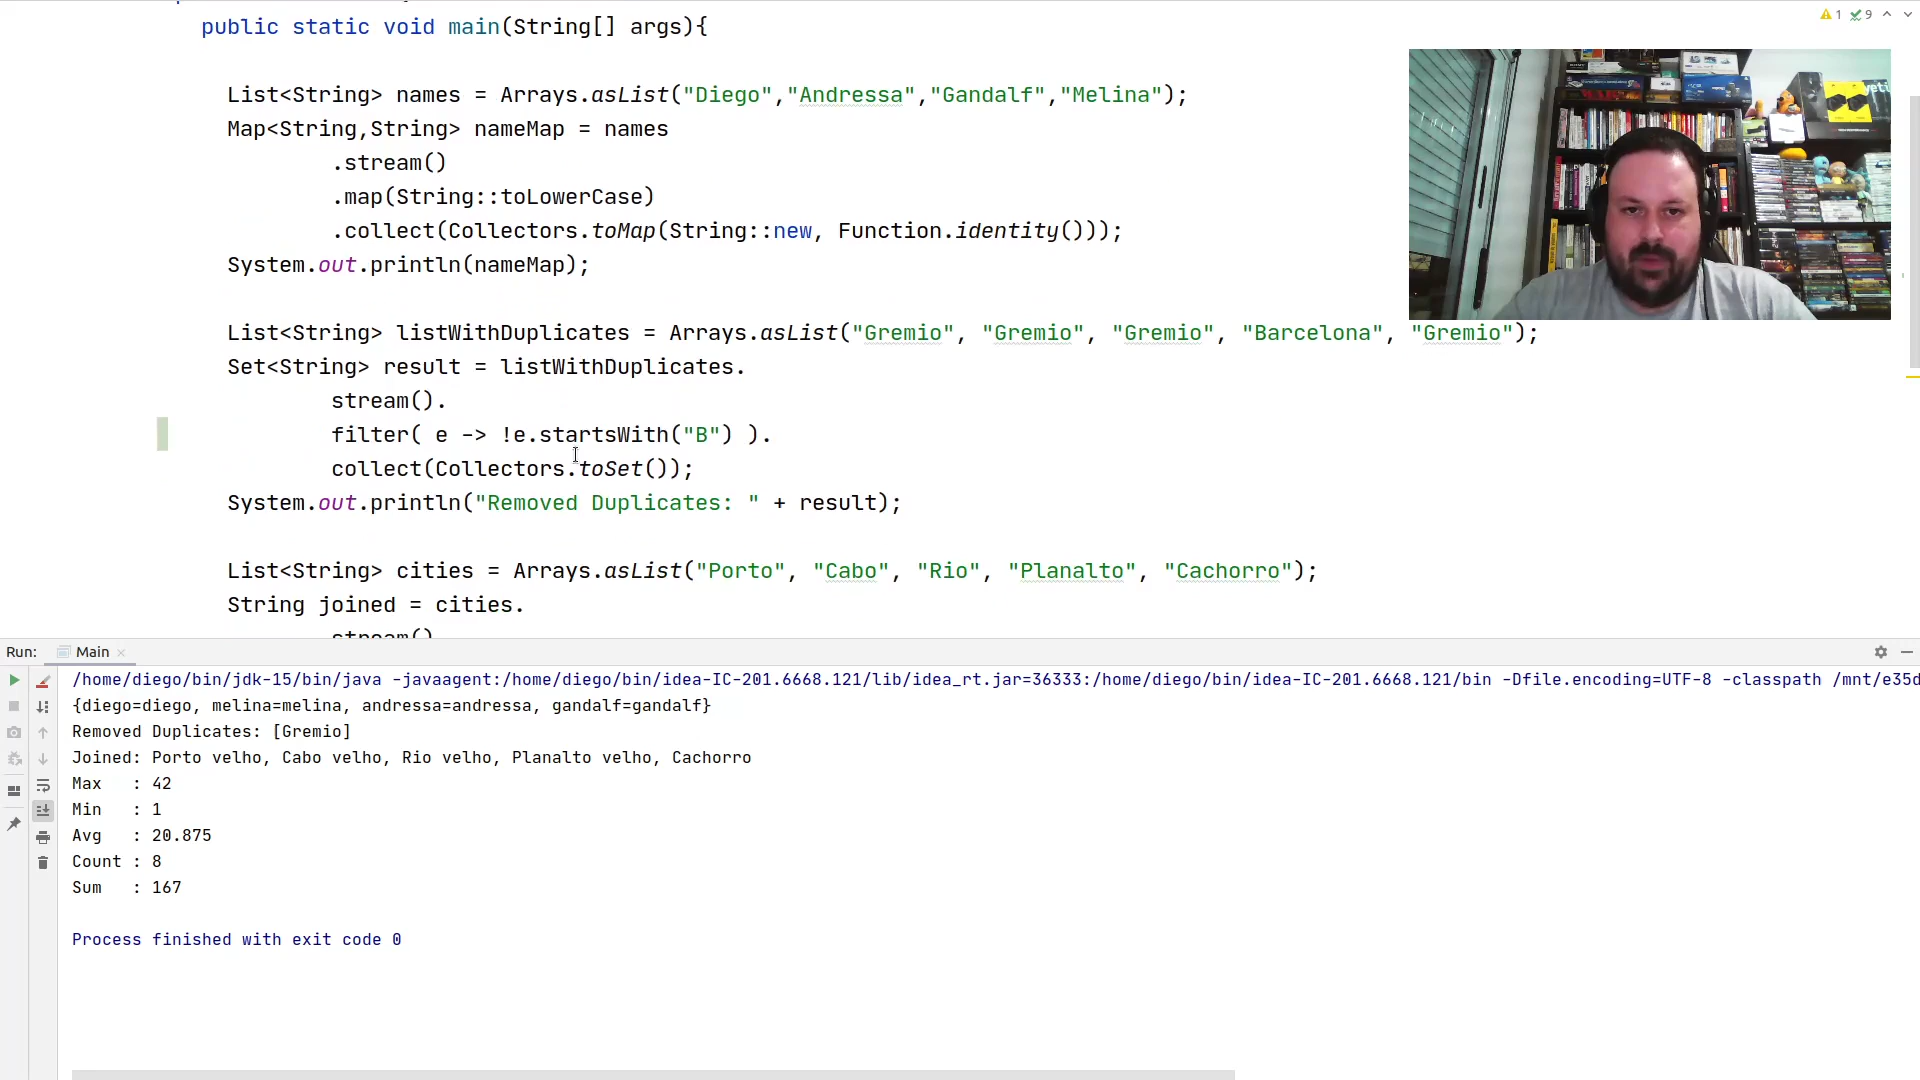 public static void main(String[] args){
1 9
List<String> names = Arrays.asList("Diego","Andressa","Gandalf","Melina");
Map<String,String> nameMap = names
.stream()
.map(String::toLowerCase)
.collect(Collectors.toMap(String::new, Function.identity()));
System.out.println(nameMap);
List<String> listWithDuplicates = Arrays.asList("Gremio", "Gremio", "Gremio", "Barcelona", "Gremio");
Set<String> result = listWithDuplicates.
stream().
filter( e -> !e.startsWith("B") ).
collect(Collectors.toSet());
System.out.println("Removed Duplicates: " + result);
List<String> cities = Arrays.asList("Porto", "Cabo", "Rio", "Planalto", "Cachorro");
String joined = cities.
stream()
Run: Main
/home/diego/bin/jdk-15/bin/java -javaagent:/home/diego/bin/idea-IC-201.6668.121/lib/idea_rt.jar=36333:/home/diego/bin/idea-IC-201.6668.121/bin -Dfile.encoding=UTF-8 -classpath /mnt/e35d
{diego=diego, melina=melina, andressa=andressa, gandalf=gandalf}
Removed Duplicates: [Gremio]
Joined: Porto velho, Cabo velho, Rio velho, Planalto velho, Cachorro
Max : 42
Min : 1
Avg : 20.875
Count : 8
Sum : 167
Process finished with exit code 0